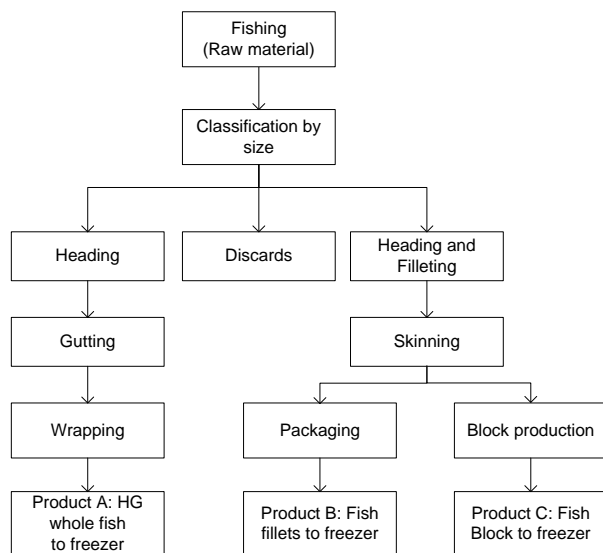 Fishing
(Raw material)
Classification by
size
Heading
Discards
Heading and
Filleting
Gutting
Skinning
Wrapping
Packaging
Block production
Product A: HG
whole fish
to freezer
Product B: Fish
fillets to freezer
Product C: Fish
Block to freezer